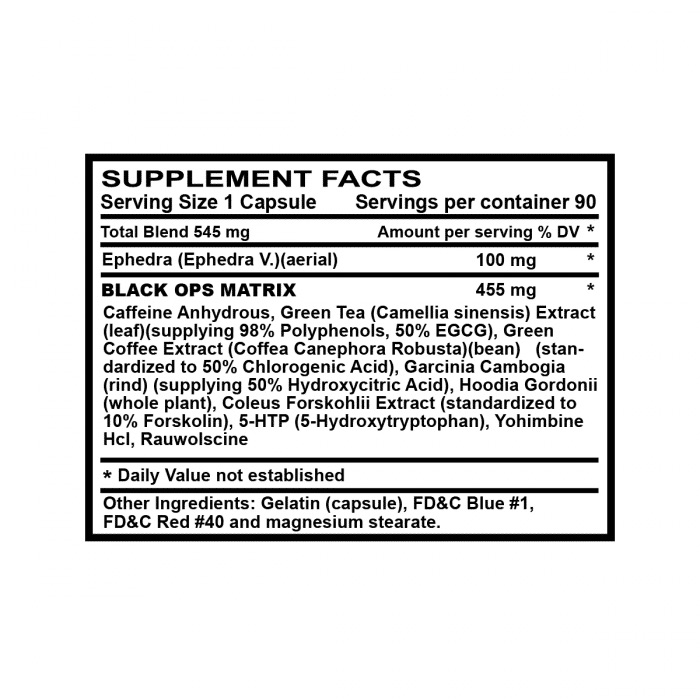 SUPPLEMENT FACTS
Serving Size 1 Capsule Servings per container 90
Total Blend 545 mg Amount per serving % DV *
Ephedra (Ephedra V.)(aerial) 100 mg *
BLACK OPS MATRIX 455 mg *
Caffeine Anhydrous, Green Tea (Camellia sinensis) Extract
(leaf)(supplying 98% Polyphenols, 50% EGCG), Green
Coffee Extract (Coffea Canephora Robusta)(bean) (stan-
dardized to 50% Chlorogenic Acid), Garcinia Cambogia
(rind) (supplying 50% Hydroxycitric Acid), Hoodia Gordonii
(whole plant), Coleus Forskohlii Extract (standardized to
10% Forskolin), 5-HTP (5-Hydroxytryptophan), Yohimbine
Hcl, Rauwolscine
* Daily Value not established
Other Ingredients: Gelatin (capsule), FD&C Blue #1,
FD&C Red #40 and magnesium stearate.